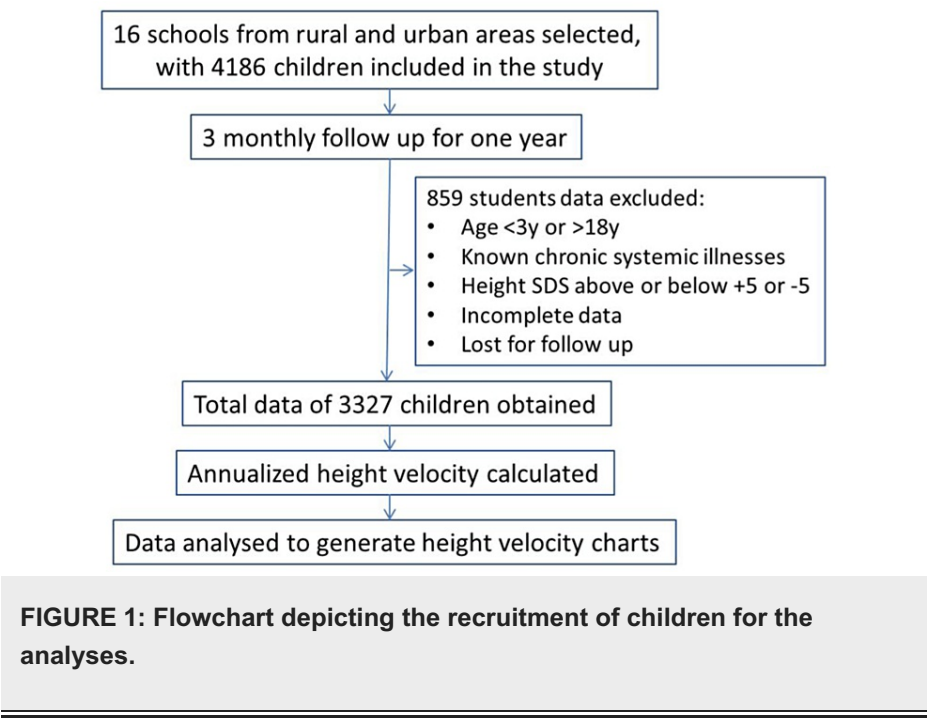 16 schools from rural and urban areas selected,
with 4186 children included in the study
3 monthly follow up for one year
859 students data excluded:
• Age <3y or >18y
• Known chronic systemic illnesses
• Height SDS above or below +5 or -5
• Incomplete data
• Lost for follow up
Total data of 3327 children obtained
Annualized height velocity calculated
Data analysed to generate height velocity charts
FIGURE 1: Flowchart depicting the recruitment of children for the
analyses.